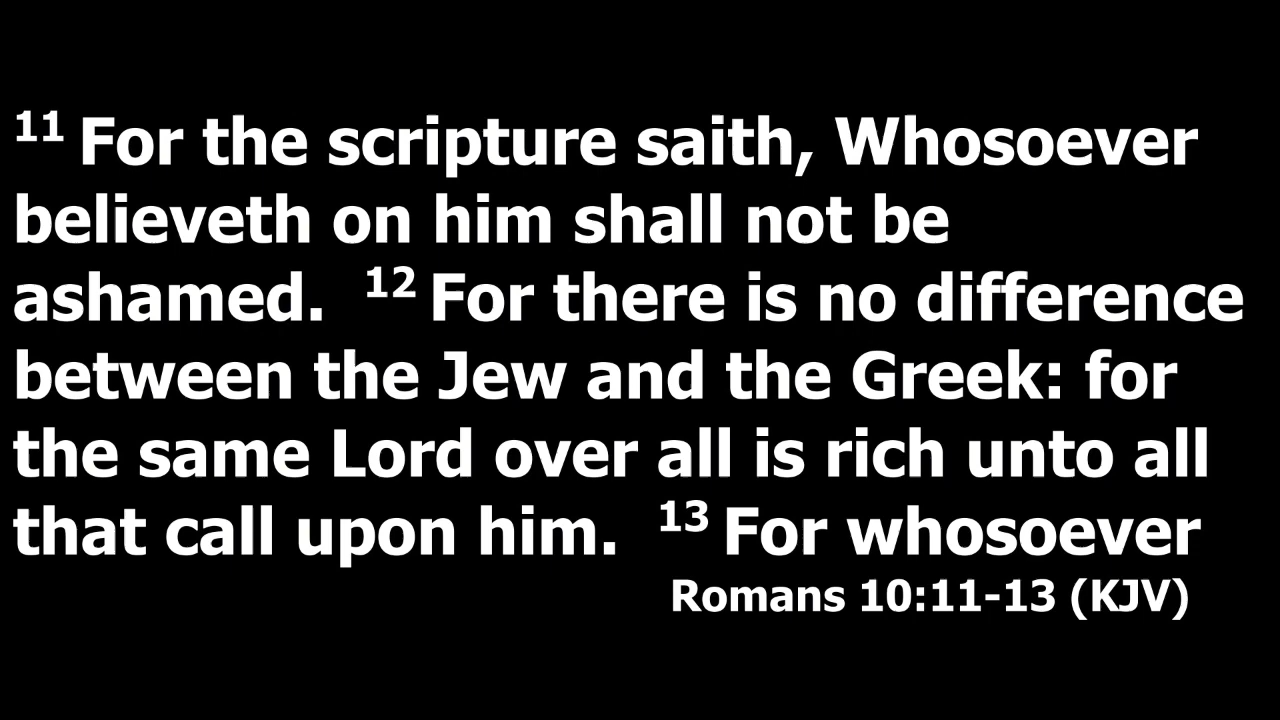 11 For the scripture saith, Whosoever
believeth on him shall not be
ashamed. 12 For there is no difference
between the Jew and the Greek: for
the same Lord over all is rich unto all
that call upon him. 13 For whosoever
Romans 10:11-13 (KJV)